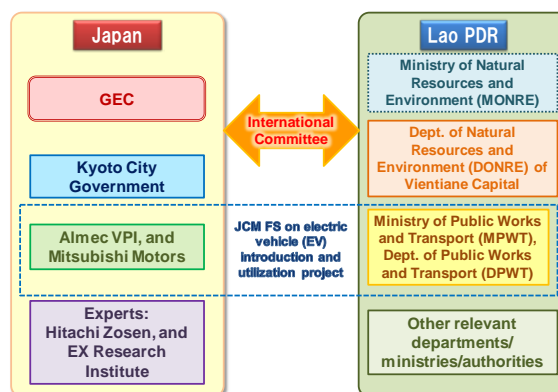 Japan
GEC
Kyoto City
Government
Almec VPI, and
Mitsubishi Motors
Experts:
Hitachi Zosen, and
EX Research
Institute
International
Committee
JCM FS on electric
vehicle (EV)
introduction and
utilization project
Lao PDR
Ministry of Natural
Resources and
Environment (MONRE)
Dept. of Natural
Resources and
Environment (DONRE) of
Vientiane Capital
Ministry of Public Works
and Transport (MPWT),
Dept. of Public Works
and Transport (DPWT)
Other relevant
departments/
ministries/authorities